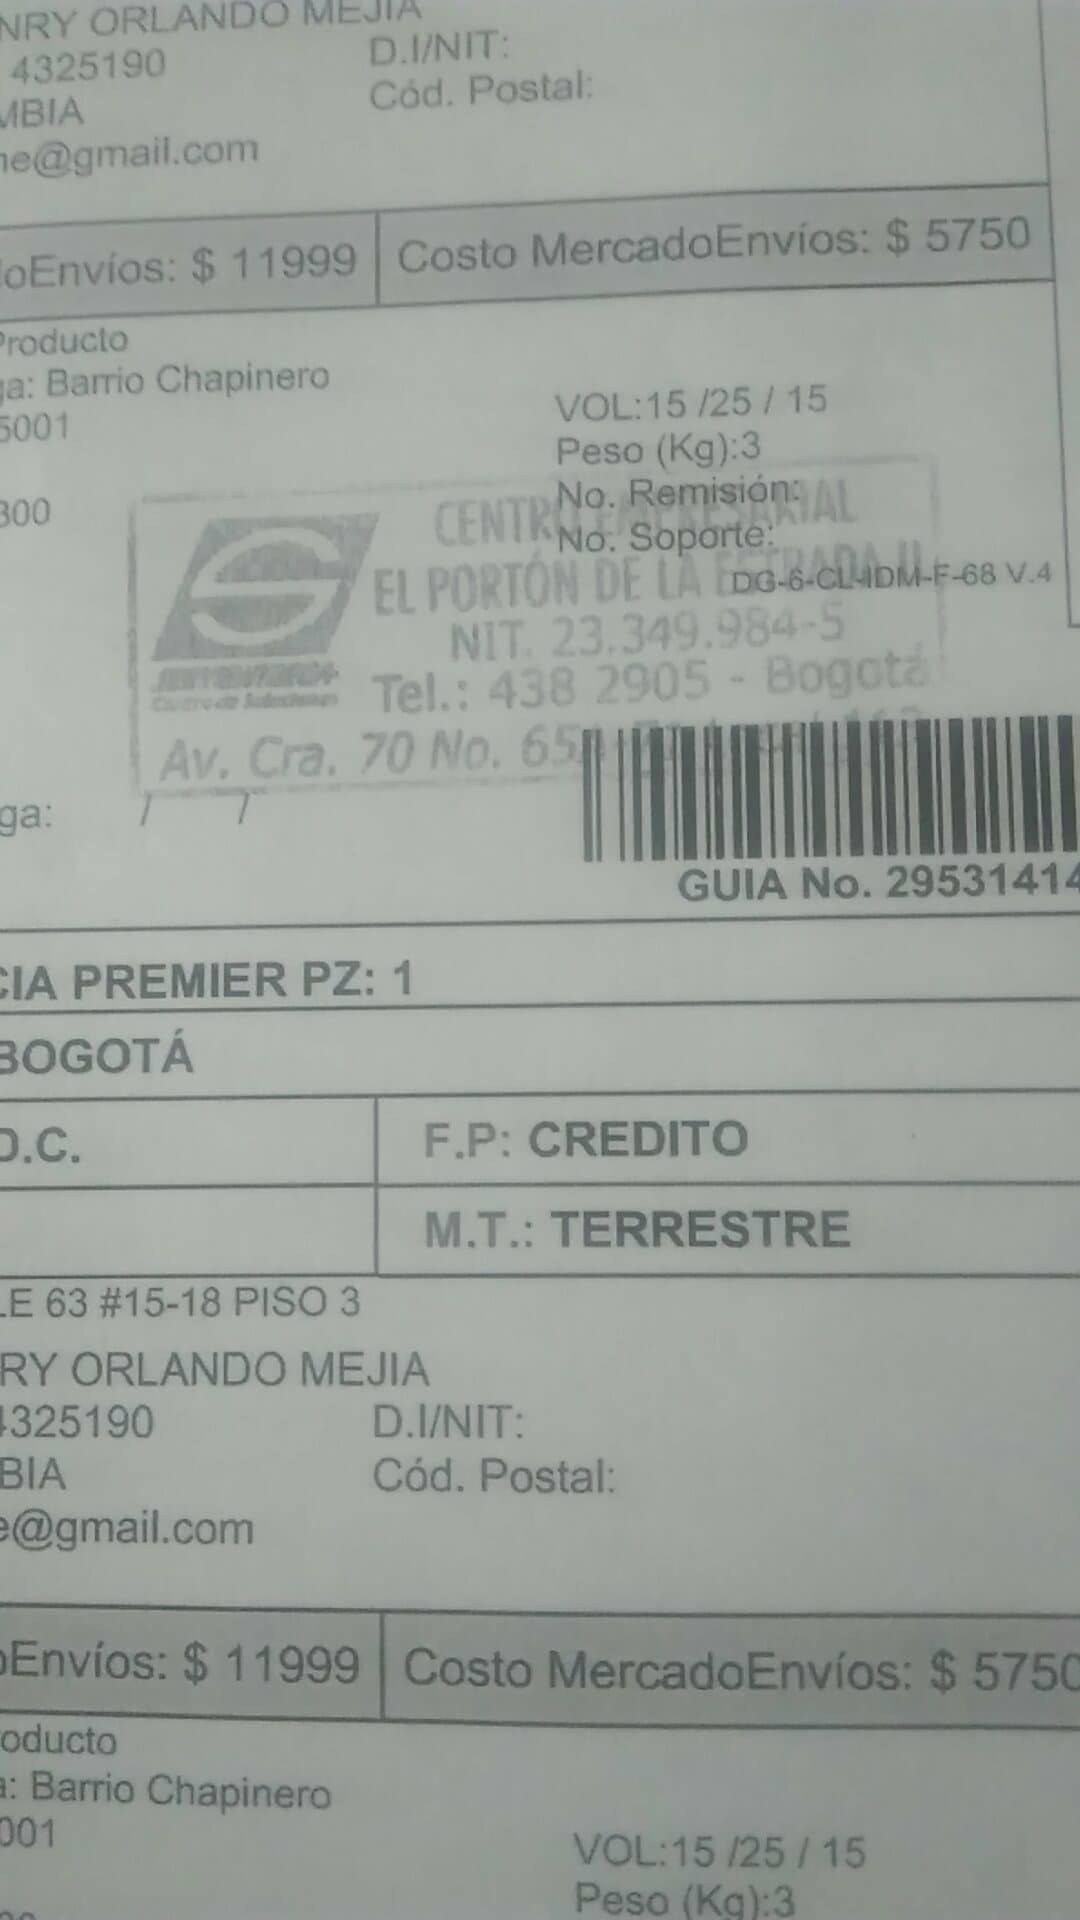 NRY ORLANDO MEJIA
4325190 D.I/NIT:
MBIA Cód. Postal:
ne@gmail.com
oEnvíos: $ 11999 Costo MercadoEnvíos: $ 5750
Producto
ga: Barrio Chapinero
5001 VOL:15 /25 / 15
Peso (Kg):3
300 No. Remisión:
No. Soporte:
DG-6-CL-IDM-F-68 V.4
CENTRO EMPRESARIAL
EL PORTÓN DE LA ESTRADA II
NIT. 23.349.984-5
Tel.: 438 2905 - Bogotá
Av. Cra. 70 No. 65
ga: / /
GUIA No. 29531414
CIA PREMIER PZ: 1
BOGOTÁ
D.C. F.P: CREDITO
M.T.: TERRESTRE
LE 63 #15-18 PISO 3
RY ORLANDO MEJIA
4325190 D.I/NIT:
BIA Cód. Postal:
e@gmail.com
oEnvíos: $ 11999 Costo MercadoEnvíos: $ 5750
oducto
a: Barrio Chapinero
001 VOL:15 /25 / 15
Peso (Kg):3